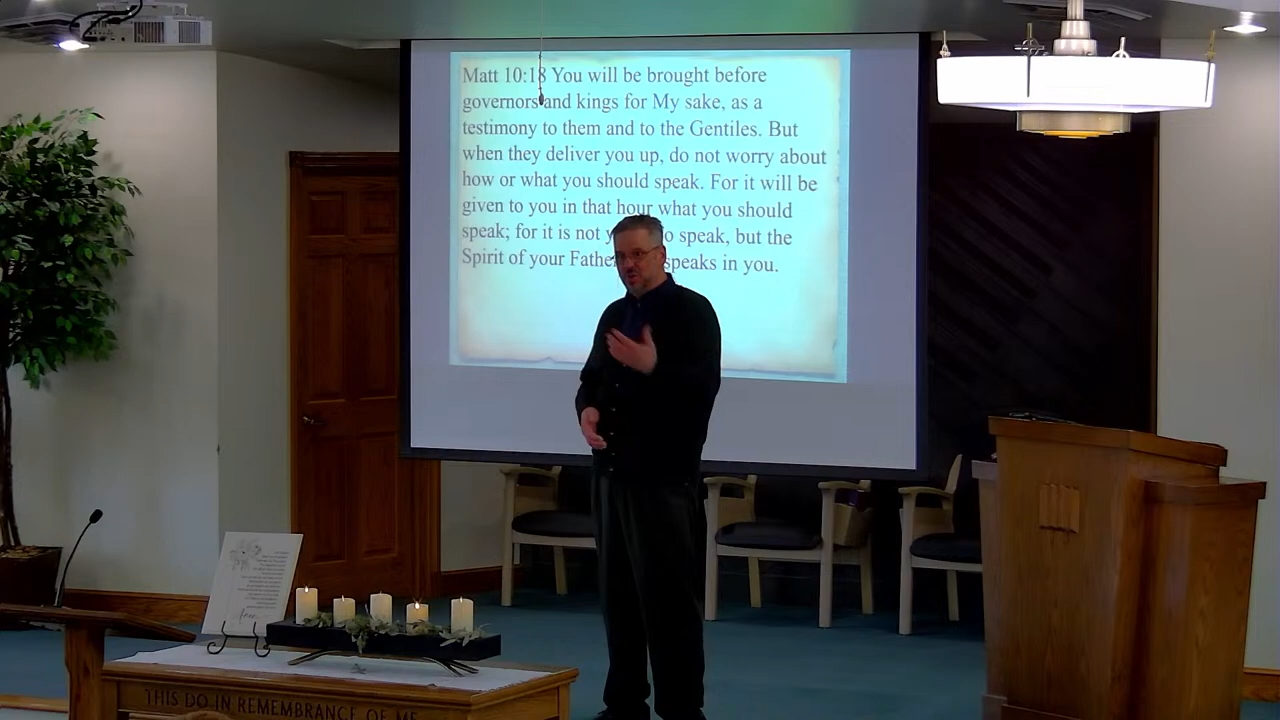 Matt 10:18 You will be brought before
governors and kings for My sake, as a
testimony to them and to the Gentiles. But
when they deliver you up, do not worry about
how or what you should speak. For it will be
given to you in that hour what you should
speak; for it is not y o speak, but the
Spirit of your Fathe speaks in you.
THIS DO IN REMEMBRANCE OF ME